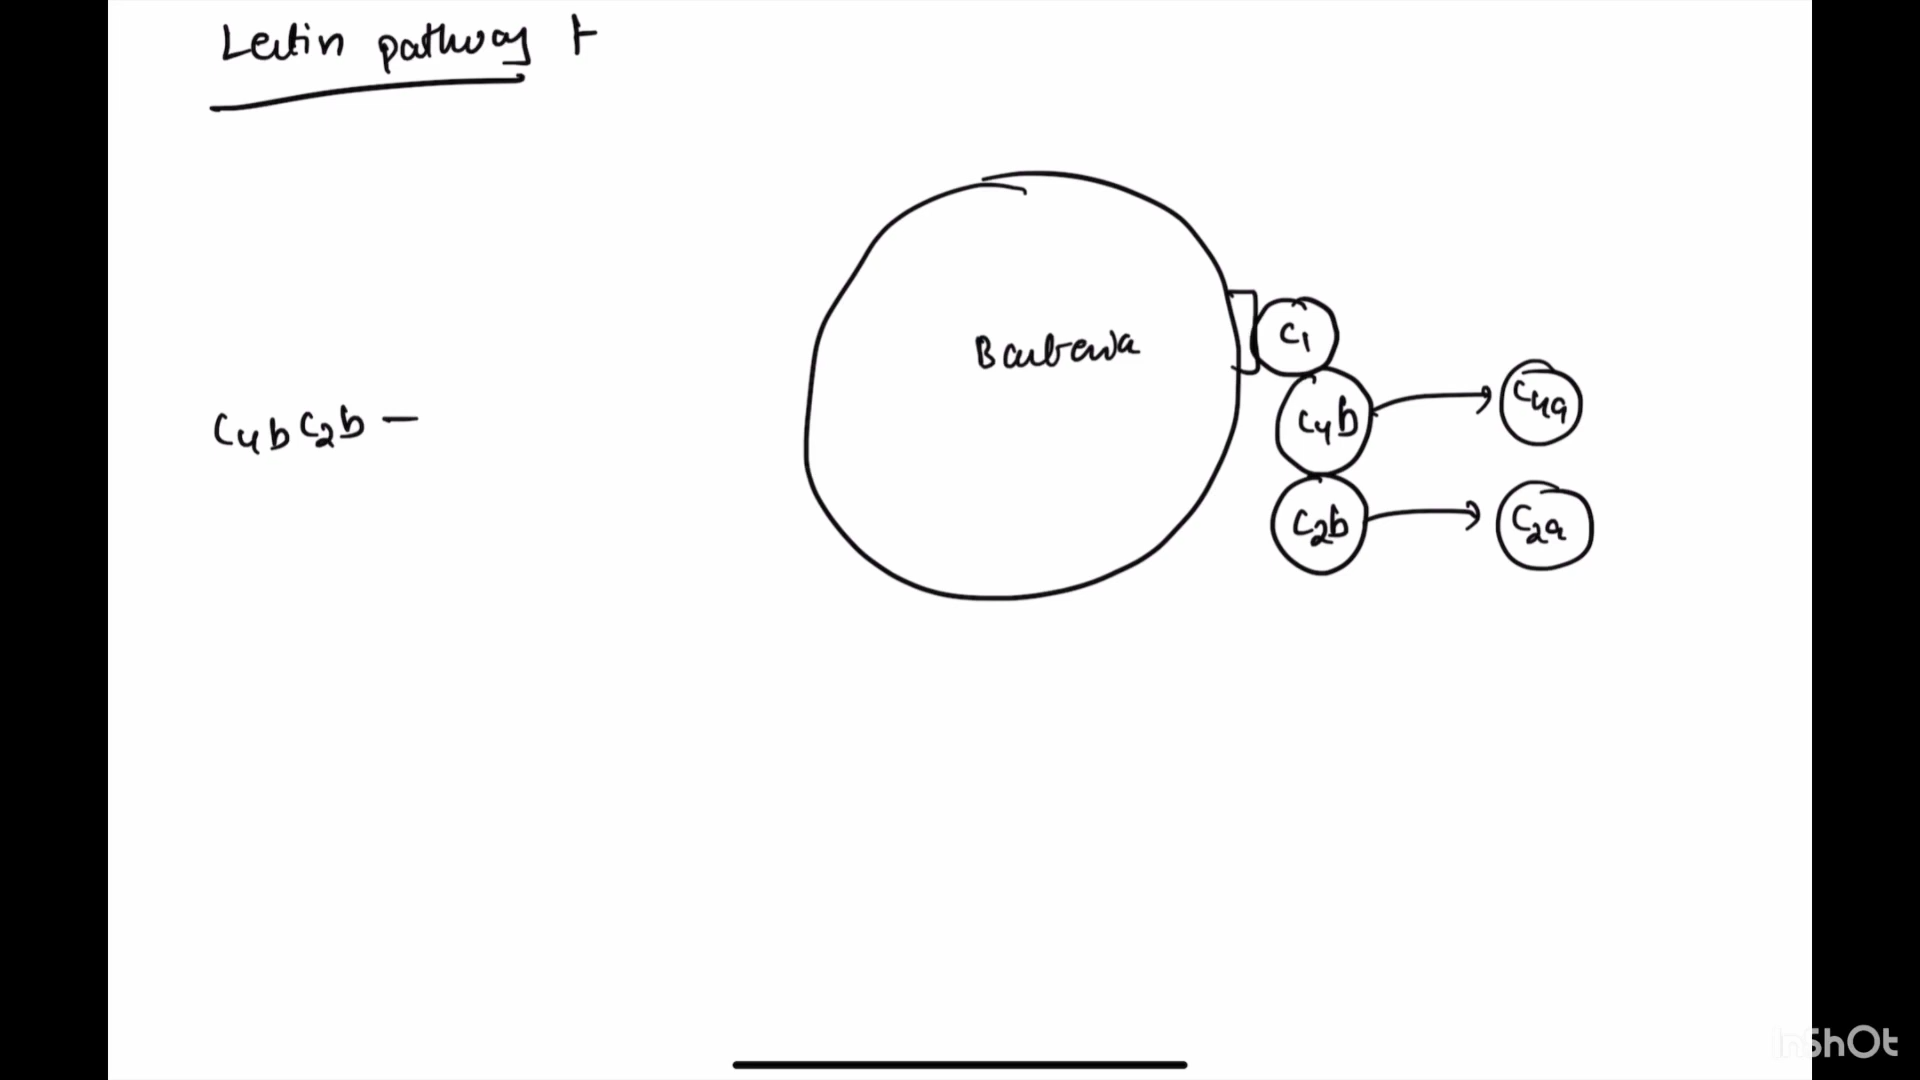 Lectin pathway :-
Bacteria
C1
C4b
C4a
C4bC2b -
C2b
C2a
InShOt